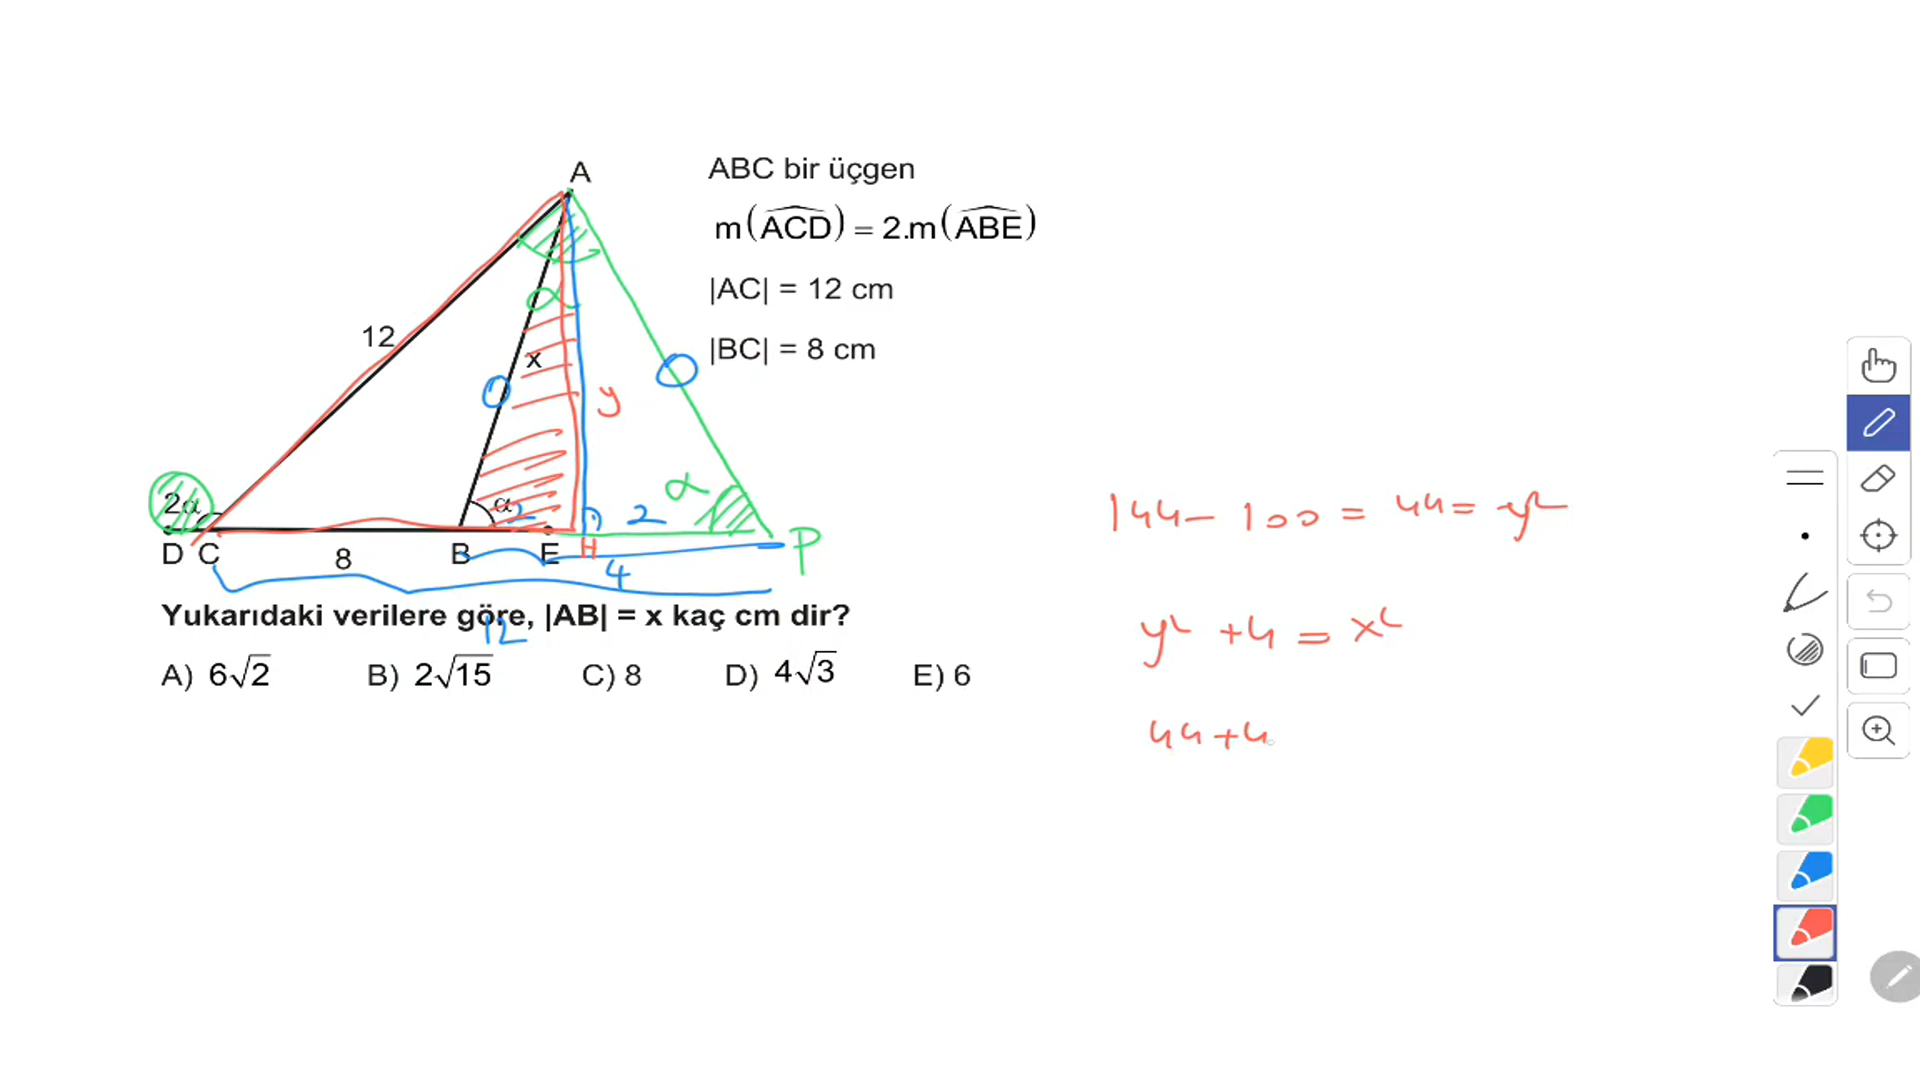 A
ABC bir üçgen
m(ACD) = 2.m(ABE)
|AC| = 12 cm
|BC| = 8 cm
12
α
x
y
2α
α
2
2
α
D C
8
B
E
H
P
4
Yukarıdaki verilere göre, |AB| = x kaç cm dir?
12
A) 6√2 B) 2√15 C) 8 D) 4√3 E) 6
144 - 100 = 44 = y²
y² + 4 = x²
44 + 4